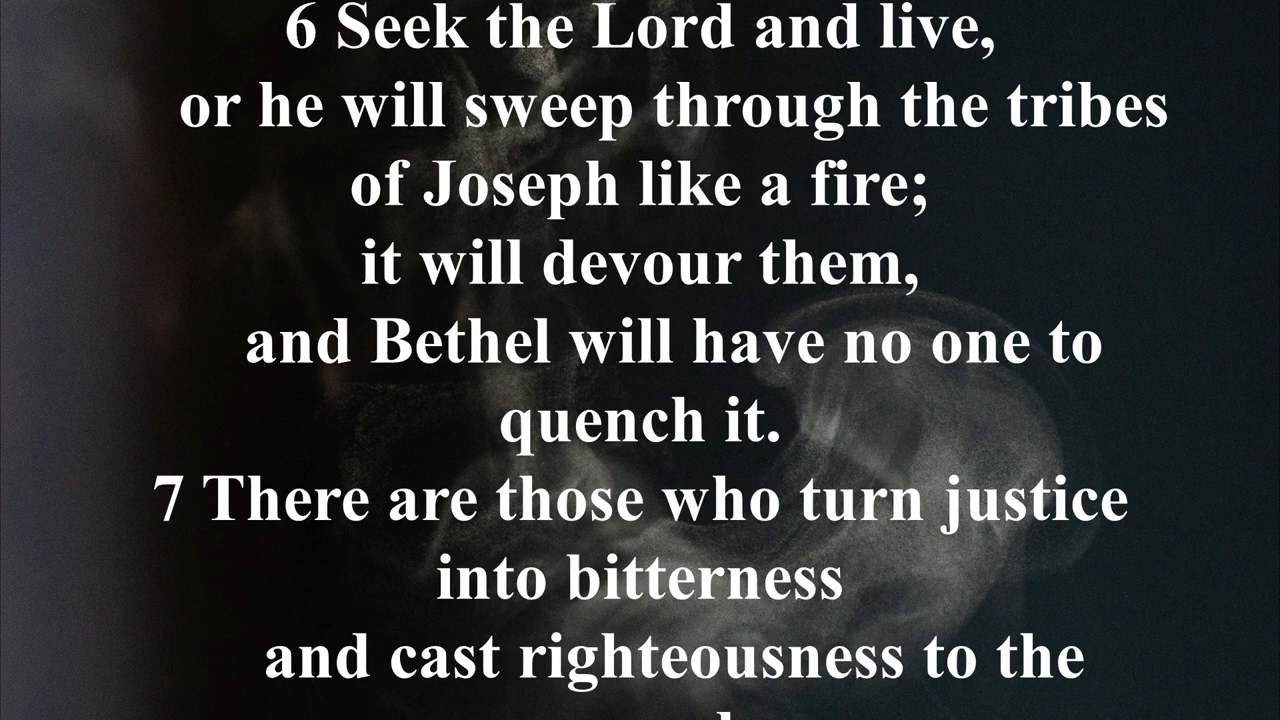 6 Seek the Lord and live,
or he will sweep through the tribes
of Joseph like a fire;
it will devour them,
and Bethel will have no one to
quench it.
7 There are those who turn justice
into bitterness
and cast righteousness to the